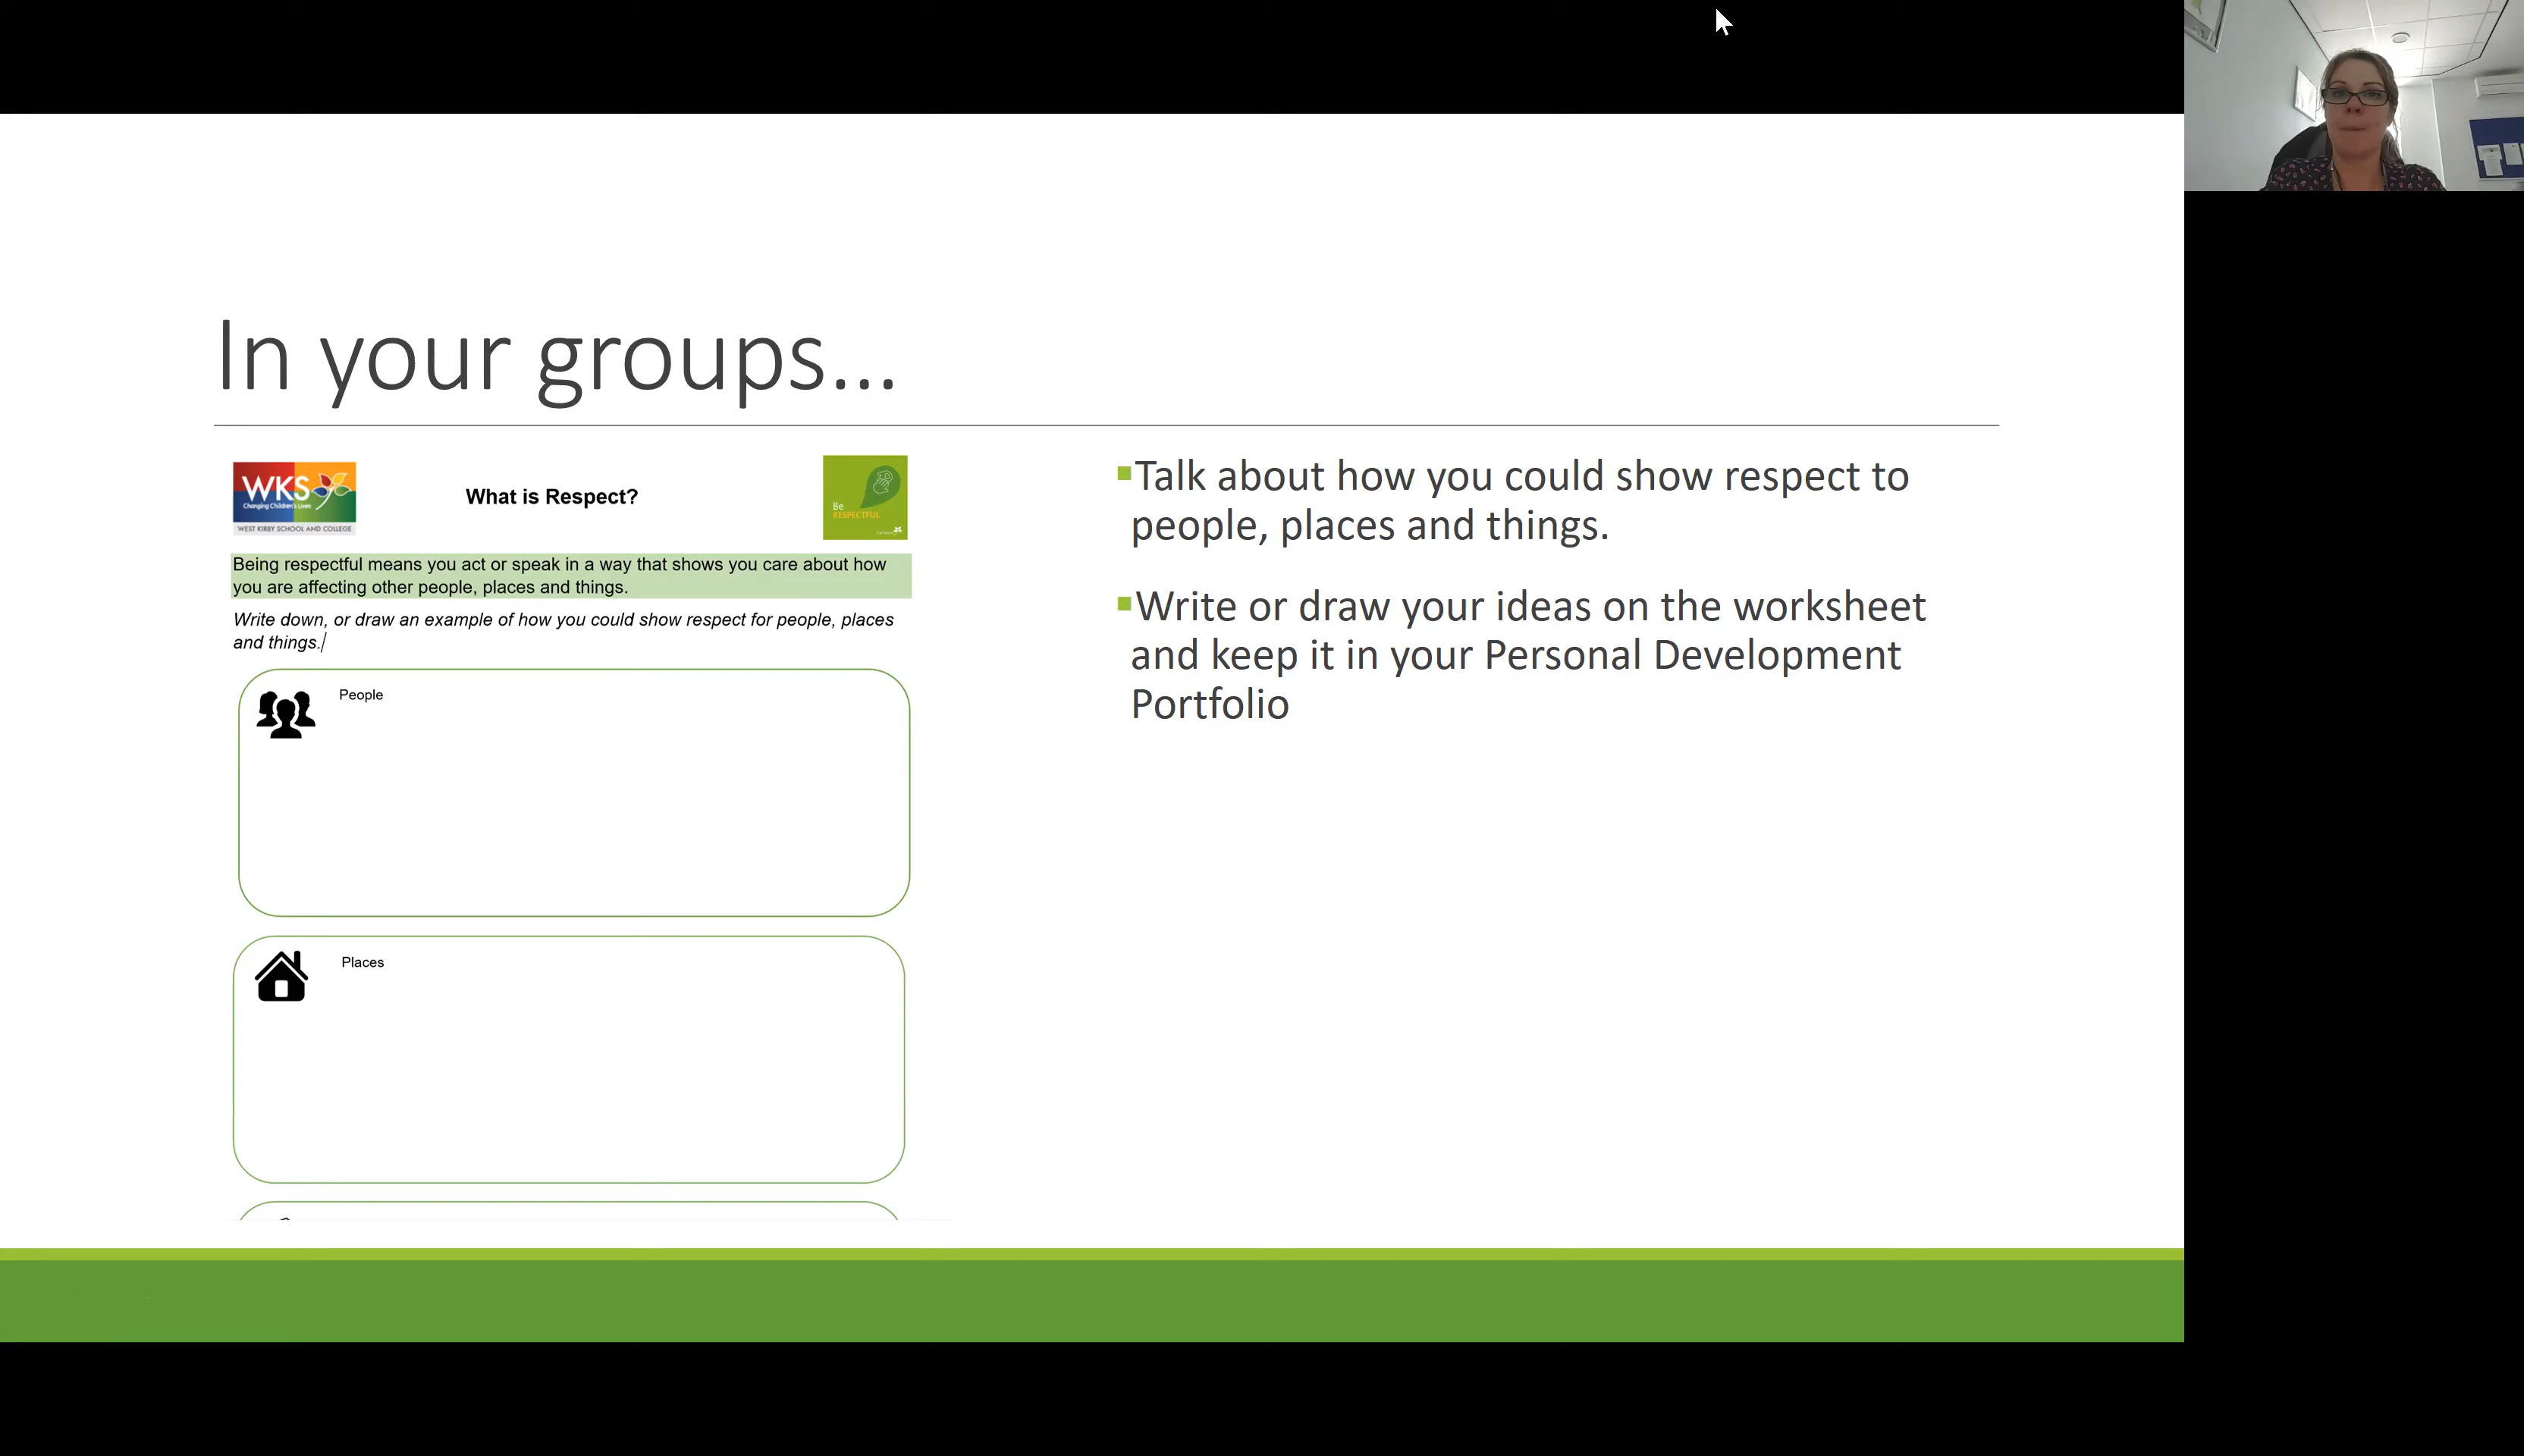 In your groups...
WKS
Changing Children's Lives
WEST KIRBY SCHOOL AND COLLEGE
What is Respect?
Be
RESPECTFUL
Being respectful means you act or speak in a way that shows you care about how
you are affecting other people, places and things.
Write down, or draw an example of how you could show respect for people, places
and things.
People
Places
▪Talk about how you could show respect to
people, places and things.
▪Write or draw your ideas on the worksheet
and keep it in your Personal Development
Portfolio